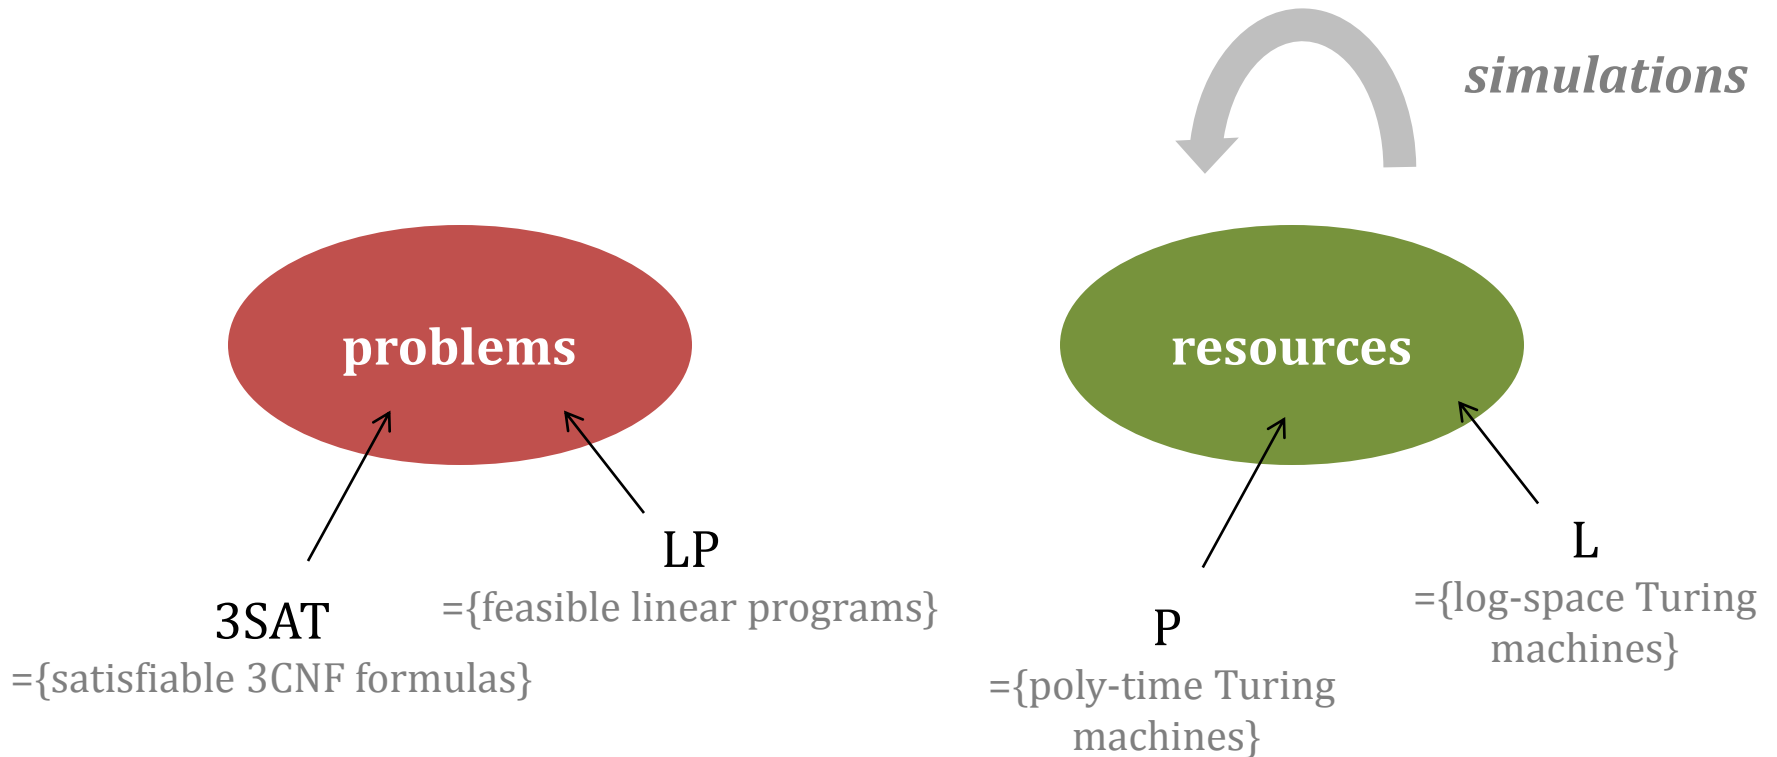 simulations
problems
resources
3SAT
={satisfiable 3CNF formulas}
LP
={feasible linear programs}
P
={poly-time Turing
machines}
L
={log-space Turing
machines}